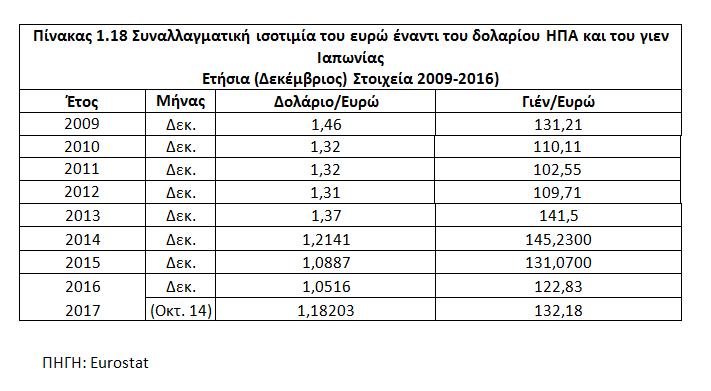 Πίνακας 1.18 Συναλλαγματική ισοτιμία του ευρώ έναντι του δολαρίου ΗΠΑ και του γιεν
Ιαπωνίας
Ετήσια (Δεκέμβριος) Στοιχεία 2009-2016)
Έτος Μήνας Δολάριο/Ευρώ Γιέν/Ευρώ
2009 Δεκ. 1,46 131,21
2010 Δεκ. 1,32 110,11
2011 Δεκ. 1,32 102,55
2012 Δεκ. 1,31 109,71
2013 Δεκ. 1,37 141,5
2014 Δεκ. 1,2141 145,2300
2015 Δεκ. 1,0887 131,0700
2016 Δεκ. 1,0516 122,83
2017 (Οκτ. 14) 1,18203 132,18
ΠΗΓΗ: Eurostat